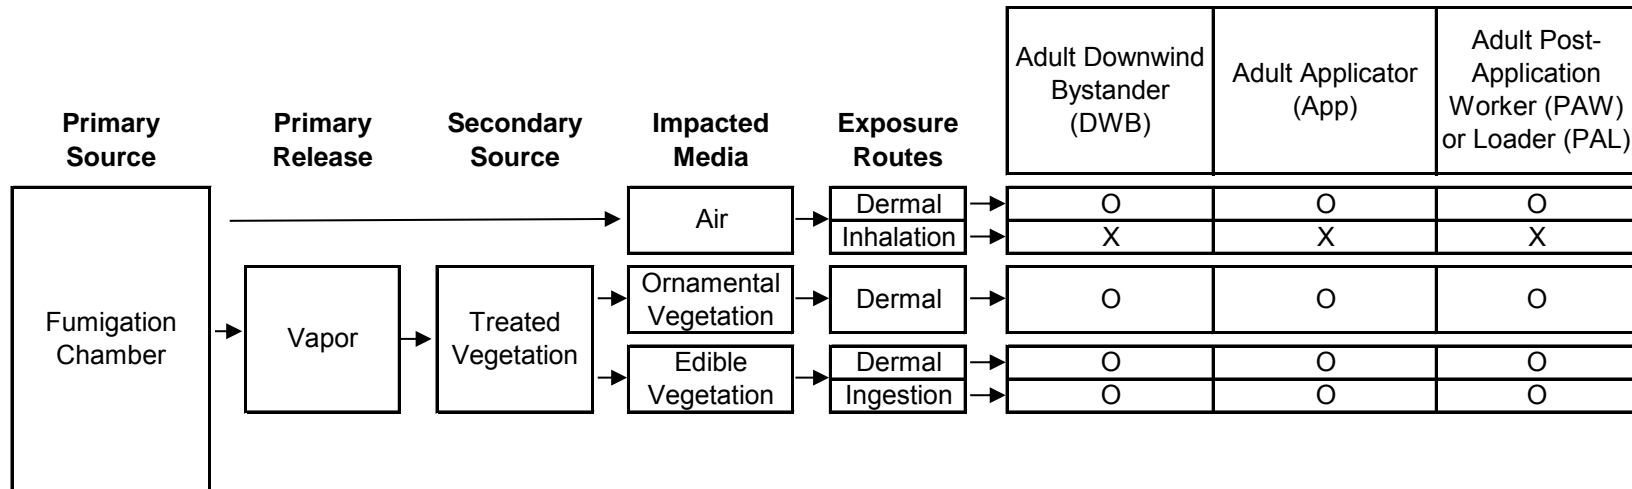 Primary
Source
Primary
Release
Secondary
Source
Impacted
Media
Exposure
Routes
Adult Downwind
Bystander
(DWB)
Adult Applicator
(App)
Adult Post-
Application
Worker (PAW)
or Loader (PAL)
Fumigation
Chamber
Vapor
Treated
Vegetation
Air
Dermal
O
O
O
Inhalation
X
X
X
Ornamental
Vegetation
Dermal
O
O
O
Edible
Vegetation
Dermal
O
O
O
Ingestion
O
O
O